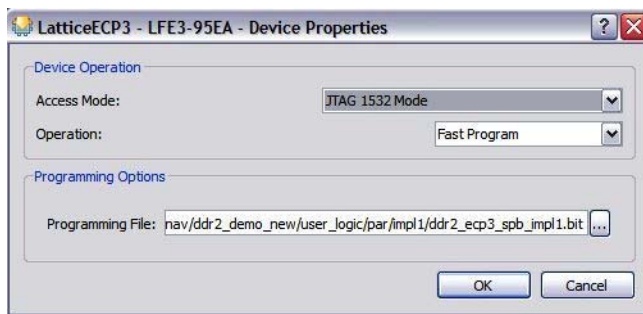 LatticeECP3 - LFE3-95EA - Device Properties
Device Operation
Access Mode: JTAG 1532 Mode
Operation: Fast Program
Programming Options
Programming File: nav/ddr2_demo_new/user_logic/par/impl1/ddr2_ecp3_spb_impl1.bit ...
OK Cancel